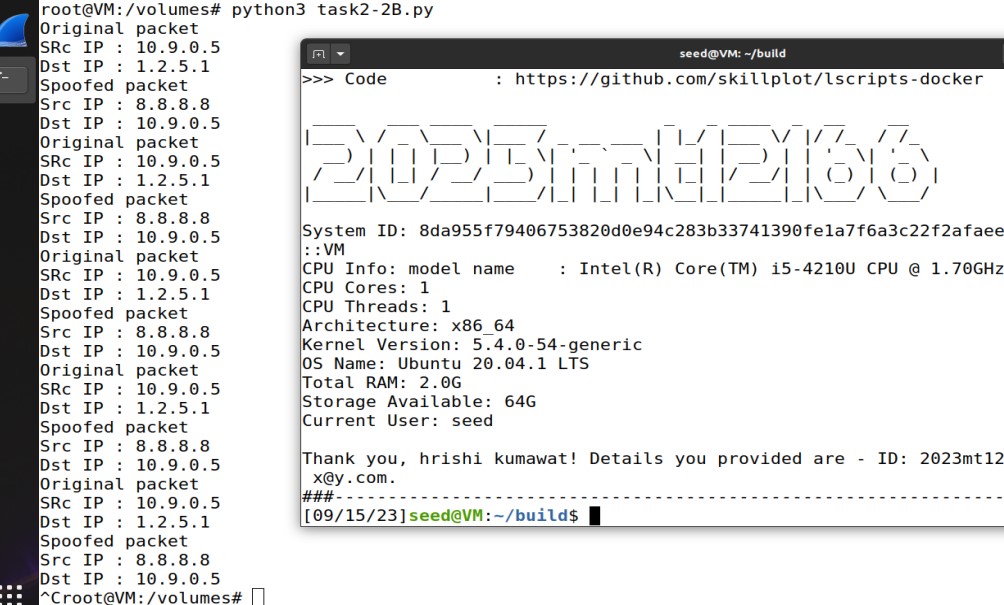 root@VM:/volumes# python3 task2-2B.py
Original packet
SRc IP : 10.9.0.5
Dst IP : 1.2.5.1
Spoofed packet
Src IP : 8.8.8.8
Dst IP : 10.9.0.5
Original packet
SRc IP : 10.9.0.5
Dst IP : 1.2.5.1
Spoofed packet
Src IP : 8.8.8.8
Dst IP : 10.9.0.5
Original packet
SRc IP : 10.9.0.5
Dst IP : 1.2.5.1
Spoofed packet
Src IP : 8.8.8.8
Dst IP : 10.9.0.5
Original packet
SRc IP : 10.9.0.5
Dst IP : 1.2.5.1
Spoofed packet
Src IP : 8.8.8.8
Dst IP : 10.9.0.5
Original packet
SRc IP : 10.9.0.5
Dst IP : 1.2.5.1
Spoofed packet
Src IP : 8.8.8.8
Dst IP : 10.9.0.5
^Croot@VM:/volumes#
seed@VM: ~/build
>>> Code : https://github.com/skillplot/lscripts-docker
2023mt12166
System ID: 8da955f79406753820d0e94c283b33741390fe1a7f6a3c22f2afaee
::VM
CPU Info: model name : Intel(R) Core(TM) i5-4210U CPU @ 1.70GHz
CPU Cores: 1
CPU Threads: 1
Architecture: x86_64
Kernel Version: 5.4.0-54-generic
OS Name: Ubuntu 20.04.1 LTS
Total RAM: 2.0G
Storage Available: 64G
Current User: seed
Thank you, hrishi kumawat! Details you provided are - ID: 2023mt12
x@y.com.
###------------------------------------------------------------------
[09/15/23]seed@VM:~/build$